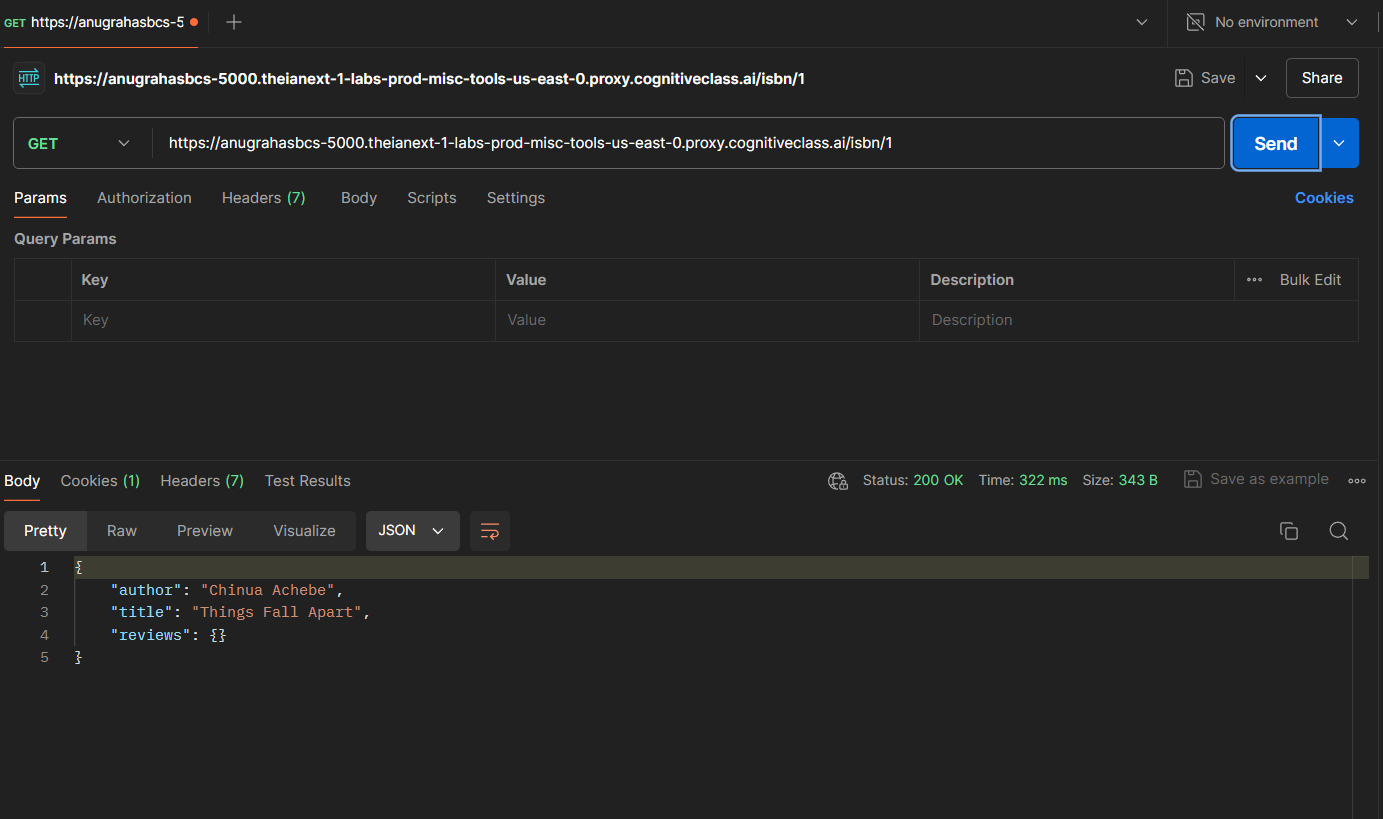 GET https://anugrahasbcs-5
No environment
HTTP https://anugrahasbcs-5000.theianext-1-labs-prod-misc-tools-us-east-0.proxy.cognitiveclass.ai/isbn/1
Save
Share
GET https://anugrahasbcs-5000.theianext-1-labs-prod-misc-tools-us-east-0.proxy.cognitiveclass.ai/isbn/1
Send
Params Authorization Headers (7) Body Scripts Settings Cookies
Query Params
Key Value Description Bulk Edit
Key Value Description
Body Cookies (1) Headers (7) Test Results Status: 200 OK Time: 322 ms Size: 343 B Save as example
Pretty Raw Preview Visualize JSON
1 {
2 "author": "Chinua Achebe",
3 "title": "Things Fall Apart",
4 "reviews": {}
5 }